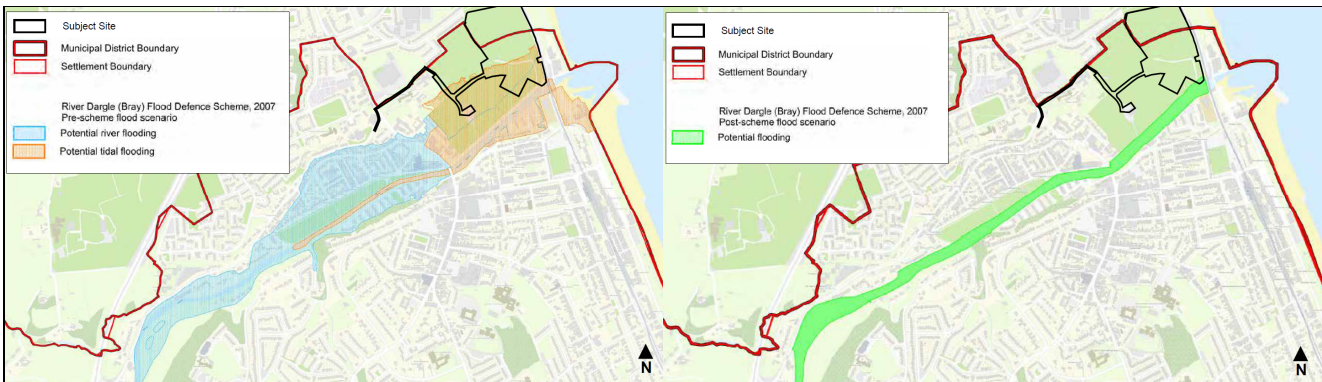 Subject Site
Municipal District Boundary
Settlement Boundary
River Dargle (Bray) Flood Defence Scheme, 2007
Pre-scheme flood scenario
Potential river flooding
Potential tidal flooding
N
Subject Site
Municipal District Boundary
Settlement Boundary
River Dargle (Bray) Flood Defence Scheme, 2007
Post-scheme flood scenario
Potential flooding
N